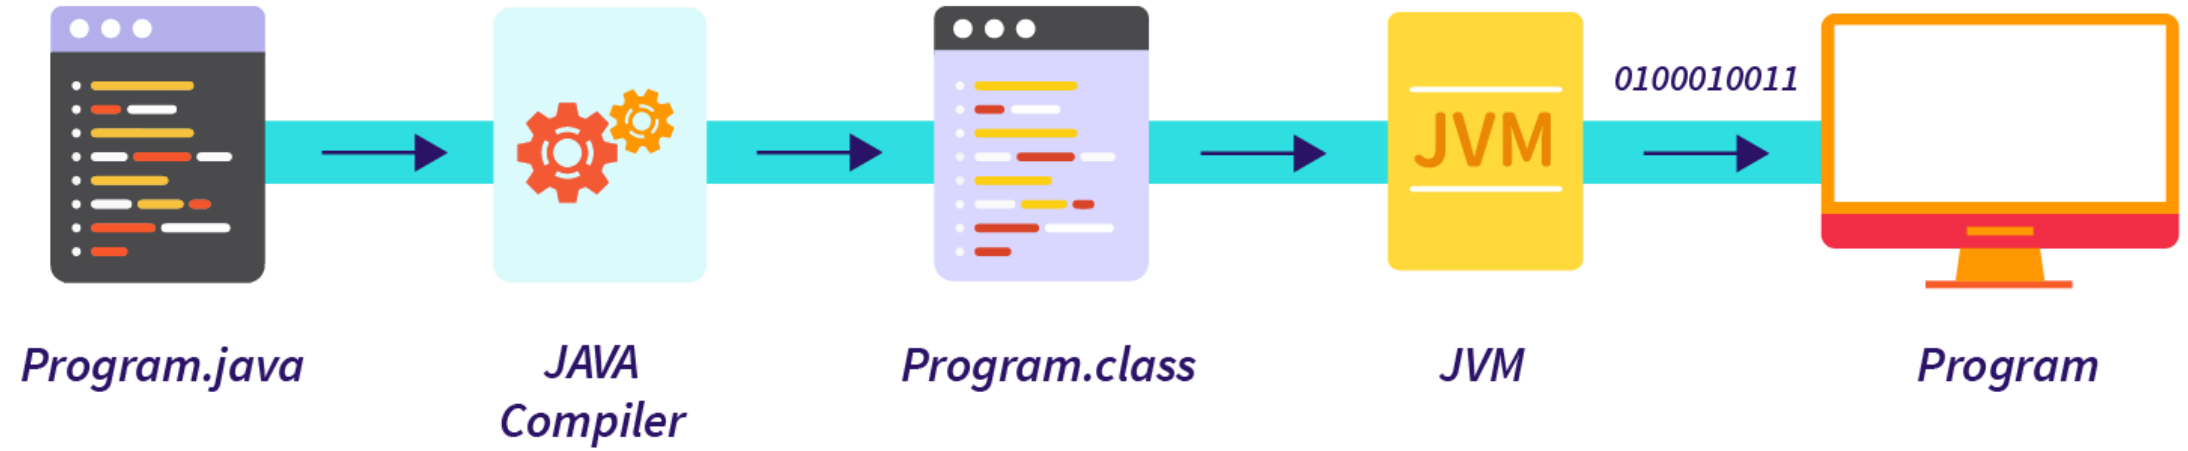 0100010011
JVM
Program.java
JAVA
Compiler
Program.class
JVM
Program